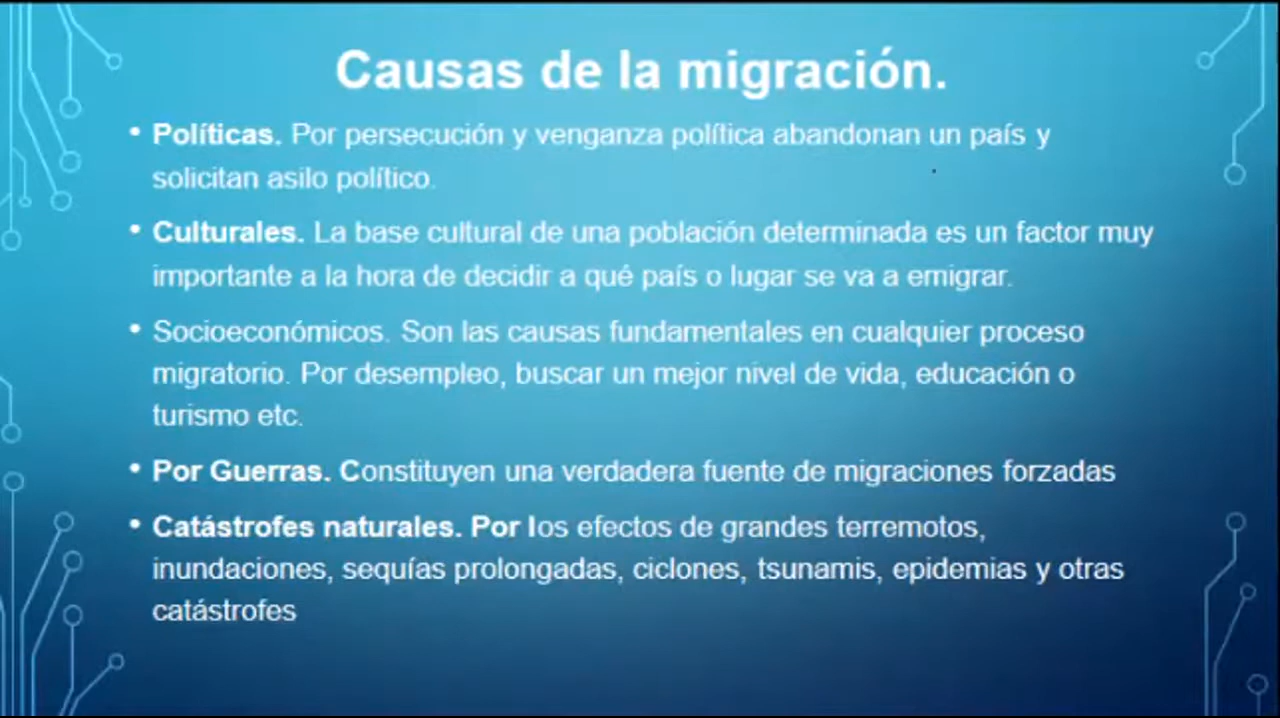 Causas de la migración.
• Políticas. Por persecución y venganza política abandonan un país y
solicitan asilo político.
• Culturales. La base cultural de una población determinada es un factor muy
importante a la hora de decidir a qué país o lugar se va a emigrar.
• Socioeconómicos. Son las causas fundamentales en cualquier proceso
migratorio. Por desempleo, buscar un mejor nivel de vida, educación o
turismo etc.
• Por Guerras. Constituyen una verdadera fuente de migraciones forzadas
• Catástrofes naturales. Por los efectos de grandes terremotos,
inundaciones, sequías prolongadas, ciclones, tsunamis, epidemias y otras
catástrofes